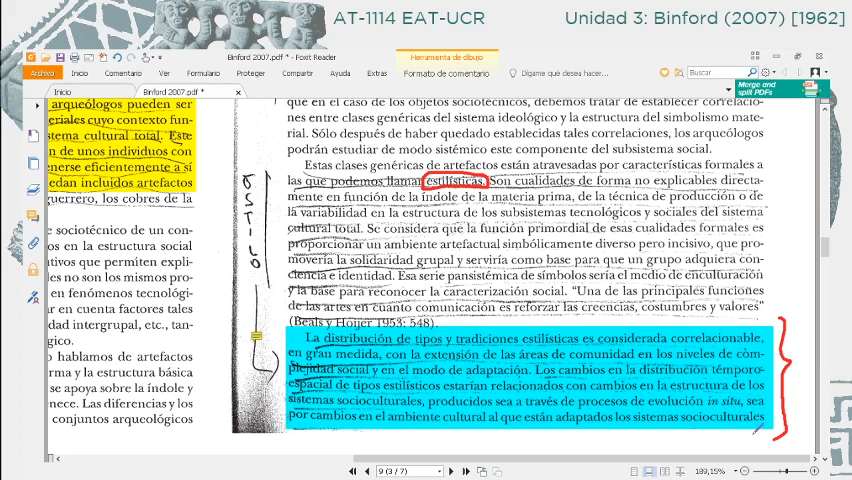 AT-1114 EAT-UCR
Unidad 3: Binford (2007) [1962]
Binford 2007.pdf * - Foxit Reader
Herramienta de dibujo
Archivo
Inicio
Comentario
Ver
Formulario
Proteger
Compartir
Ayuda
Extras
Formato de comentario
Dígame qué desea hacer...
Buscar
Inicio
Binford 2007.pdf *
Merge and
split PDFs
arqueólogos pueden ser
eriales cuyo contexto fun-
stema cultural total. Este
n de unos individuos con
enerse eficientemente a sí
edan incluidos artefactos
guerrero, los cobres de la
e sociotécnico de un con-
os en la estructura social
ativos que permiten expli-
es no son los mismos pro-
en fenómenos tecnológi-
ar en cuenta factores tales
dad intergrupal, etc., tan-
gico.
o hablamos de artefactos
rma y la estructura básica
se apoya sobre la índole y
nece. Las diferencias y los
conjuntos arqueológicos
que en el caso de los objetos sociotécnicos, debemos tratar de establecer correlacio-
nes entre clases genéricas del sistema ideológico y la estructura del simbolismo mate-
rial. Sólo después de haber quedado establecidas tales correlaciones, los arqueólogos
podrán estudiar de modo sistémico este componente del subsistema social.
Estas clases genéricas de artefactos están atravesadas por características formales a
las que podemos llamar estilísticas. Son cualidades de forma no explicables directa-
mente en función de la índole de la materia prima, de la técnica de producción o de
la variabilidad en la estructura de los subsistemas tecnológicos y sociales del sistema
cultural total. Se considera que la función primordial de esas cualidades formales es
proporcionar un ambiente artefactual simbólicamente diverso pero incisivo, que pro-
movería la solidaridad grupal y serviría como base para que un grupo adquiera con-
ciencia e identidad. Esa serie pansistémica de símbolos sería el medio de enculturación
y la base para reconocer la caracterización social. "Una de las principales funciones
de las artes en cuanto comunicación es reforzar las creencias, costumbres y valores"
(Beals y Hoijer 1953: 548).
La distribución de tipos y tradiciones estilísticas es considerada correlacionable,
en gran medida, con la extensión de las áreas de comunidad en los niveles de com-
plejidad social y en el modo de adaptación. Los cambios en la distribución témporo-
espacial de tipos estilísticos estarían relacionados con cambios en la estructura de los
sistemas socioculturales, producidos sea a través de procesos de evolución in situ, sea
por cambios en el ambiente cultural al que están adaptados los sistemas socioculturales
9 (3 / 7)
189,15%